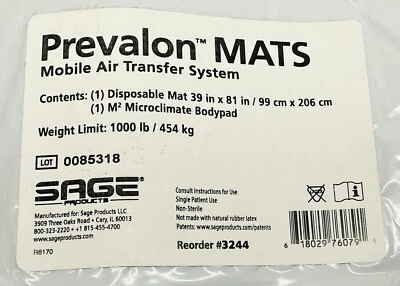 Prevalon™ MATS
Mobile Air Transfer System
Contents: (1) Disposable Mat 39 in x 81 in / 99 cm x 206 cm
(1) M² Microclimate Bodypad
Weight Limit: 1000 lb / 454 kg
LOT 0085318
SAGE
PRODUCTS
Manufactured for: Sage Products LLC
3909 Three Oaks Road • Cary, IL 60013
800-323-2220 • +1 815-455-4700
www.sageproducts.com
R6170
Consult Instructions for Use
Single Patient Use
Non-Sterile
Not made with natural rubber latex
www.sageproducts.com/patents
Reorder #3244
6 18029 76079 1